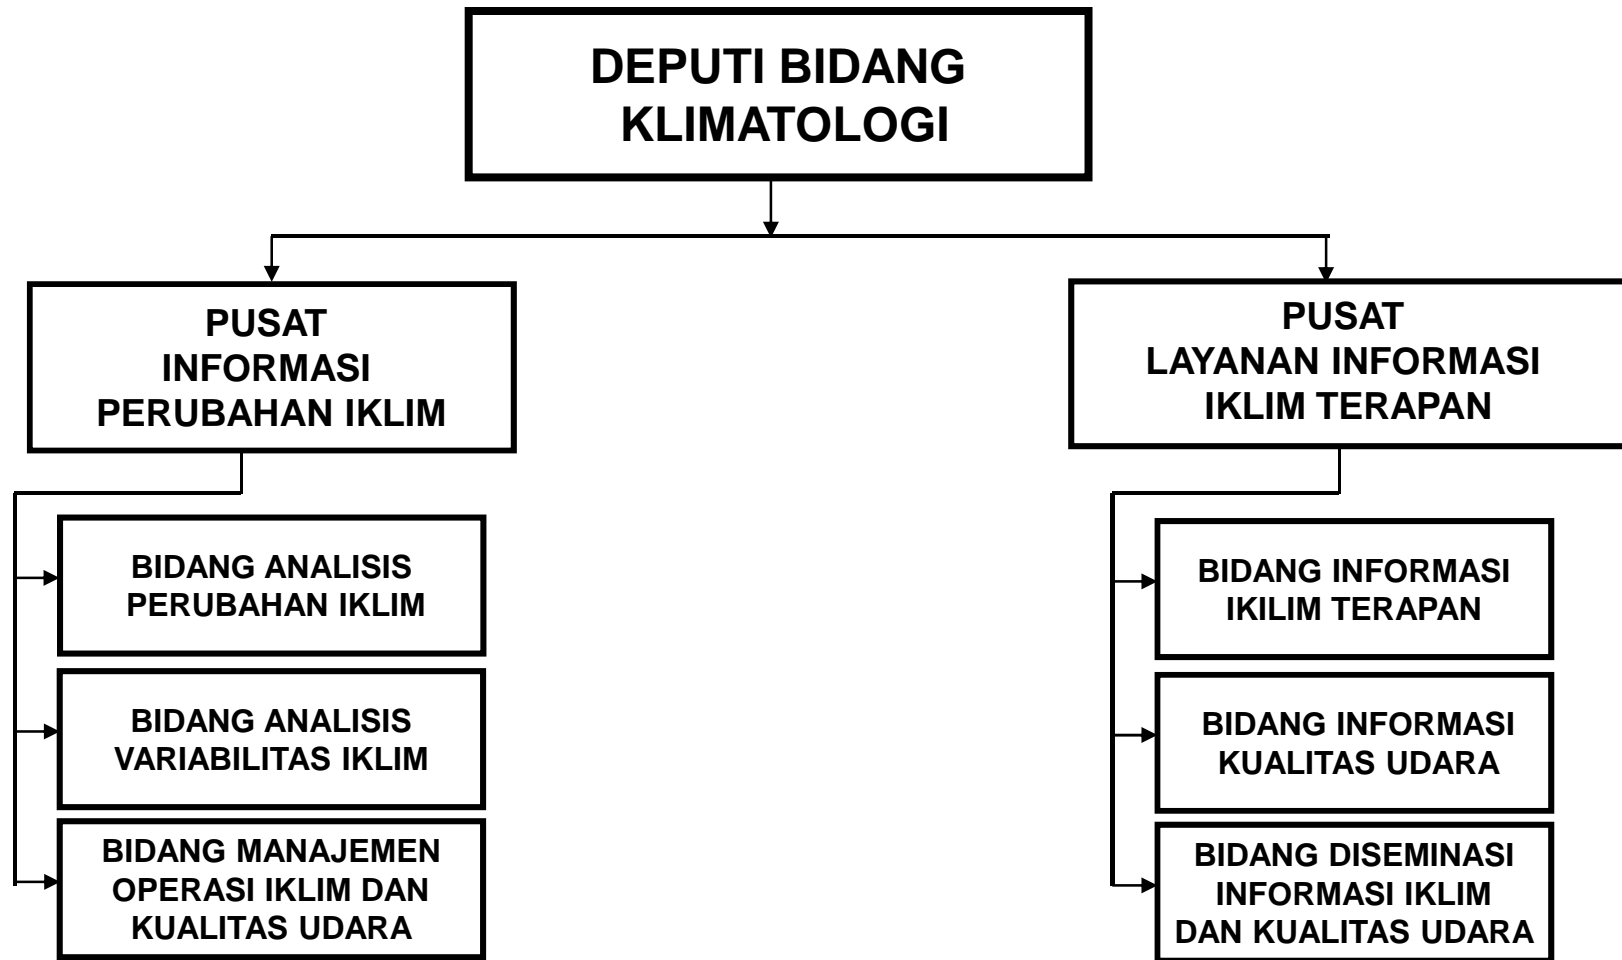 DEPUTI BIDANG
KLIMATOLOGI
PUSAT
INFORMASI
PERUBAHAN IKLIM
PUSAT
LAYANAN INFORMASI
IKLIM TERAPAN
BIDANG ANALISIS
PERUBAHAN IKLIM
BIDANG ANALISIS
VARIABILITAS IKLIM
BIDANG MANAJEMEN
OPERASI IKLIM DAN
KUALITAS UDARA
BIDANG INFORMASI
IKILIM TERAPAN
BIDANG INFORMASI
KUALITAS UDARA
BIDANG DISEMINASI
INFORMASI IKLIM
DAN KUALITAS UDARA